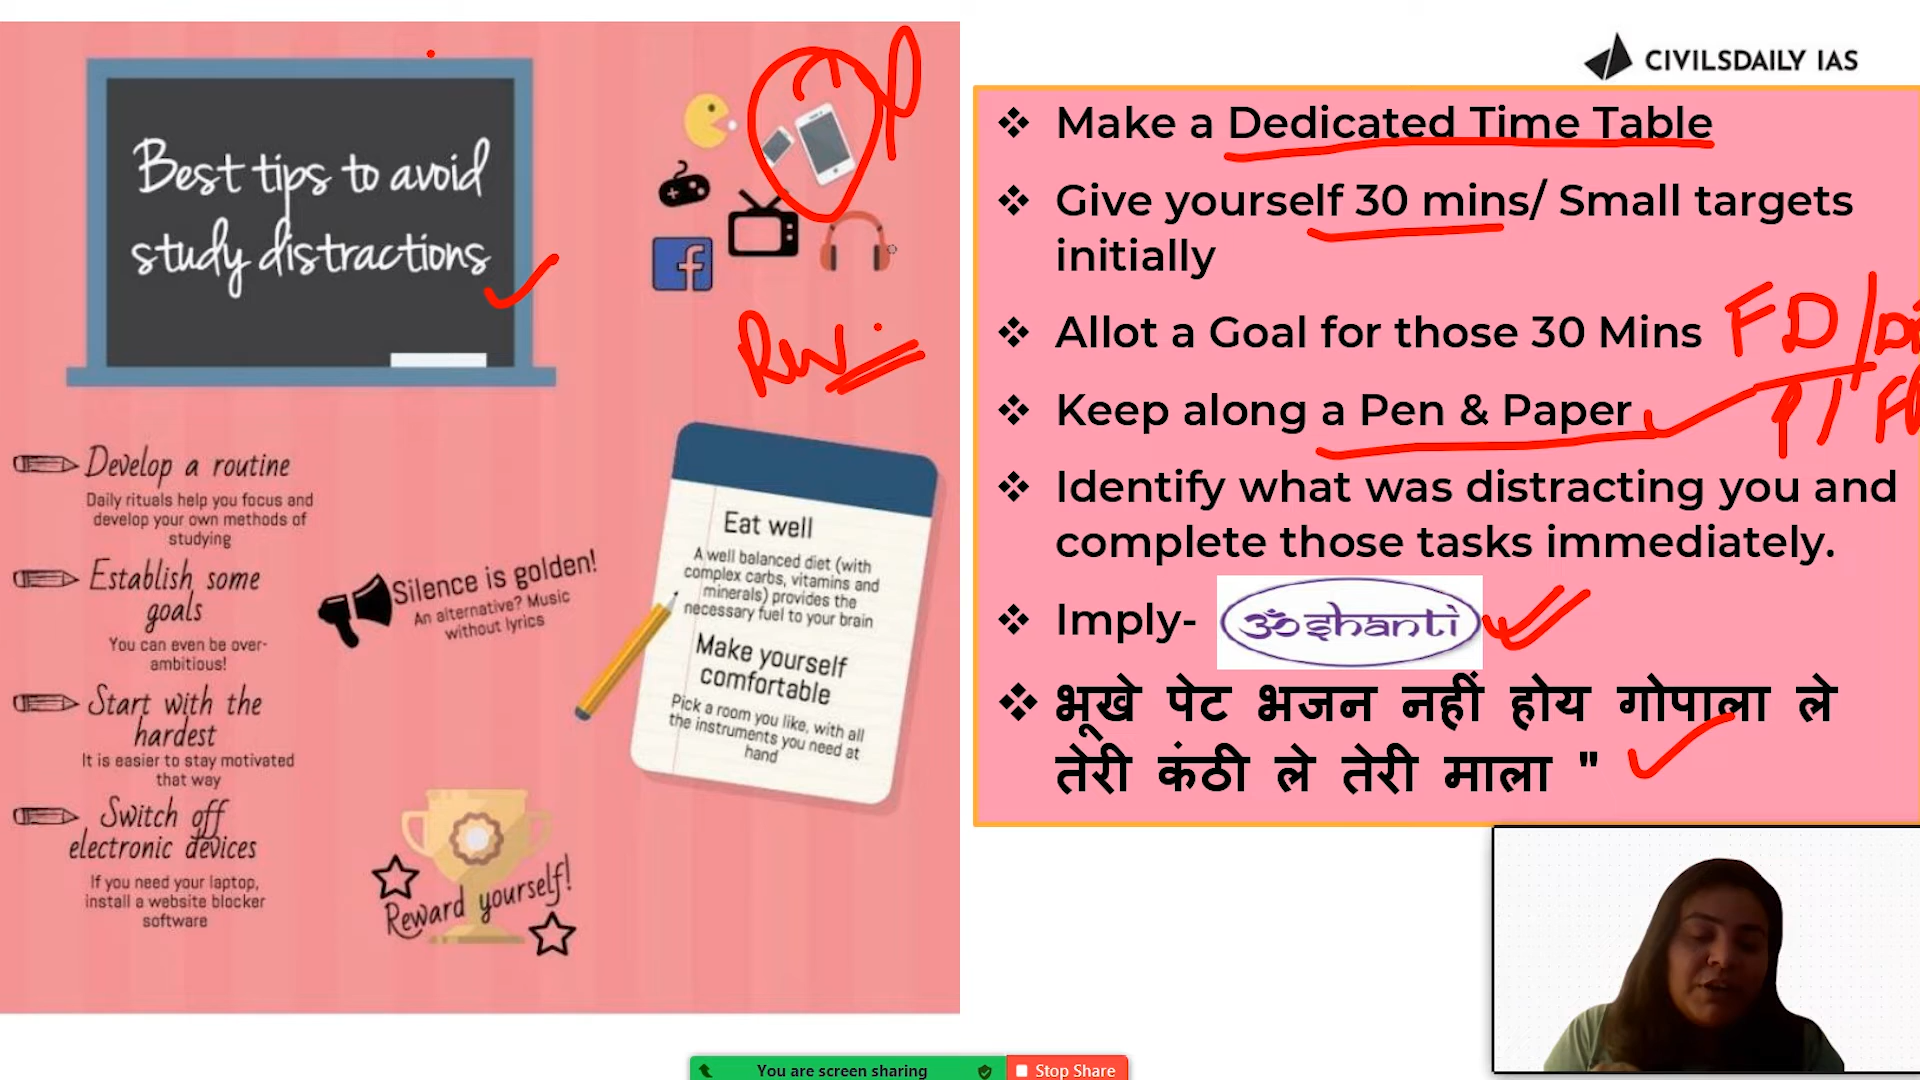 CIVILSDAILY IAS
Best tips to avoid
study distractions
Rev
Develop a routine
Daily rituals help you focus and
develop your own methods of
studying
Establish some
goals
You can even be over-
ambitious!
Start with the
hardest
It is easier to stay motivated
that way
Switch off
electronic devices
If you need your laptop,
install a website blocker
software
Silence is golden!
An alternative? Music
without lyrics
Reward yourself!
Eat well
A well balanced diet (with
complex carbs, vitamins and
minerals) provides the
necessary fuel to your brain
Make yourself
comfortable
Pick a room you like, with all
the instruments you need at
hand
❖ Make a Dedicated Time Table
❖ Give yourself 30 mins/ Small targets
initially
❖ Allot a Goal for those 30 Mins
FD/
❖ Keep along a Pen & Paper
❖ Identify what was distracting you and
complete those tasks immediately.
❖ Imply- ॐ shanti
❖ भूखे पेट भजन नहीं होय गोपाला ले
तेरी कंठी ले तेरी माला "
You are screen sharing
Stop Share